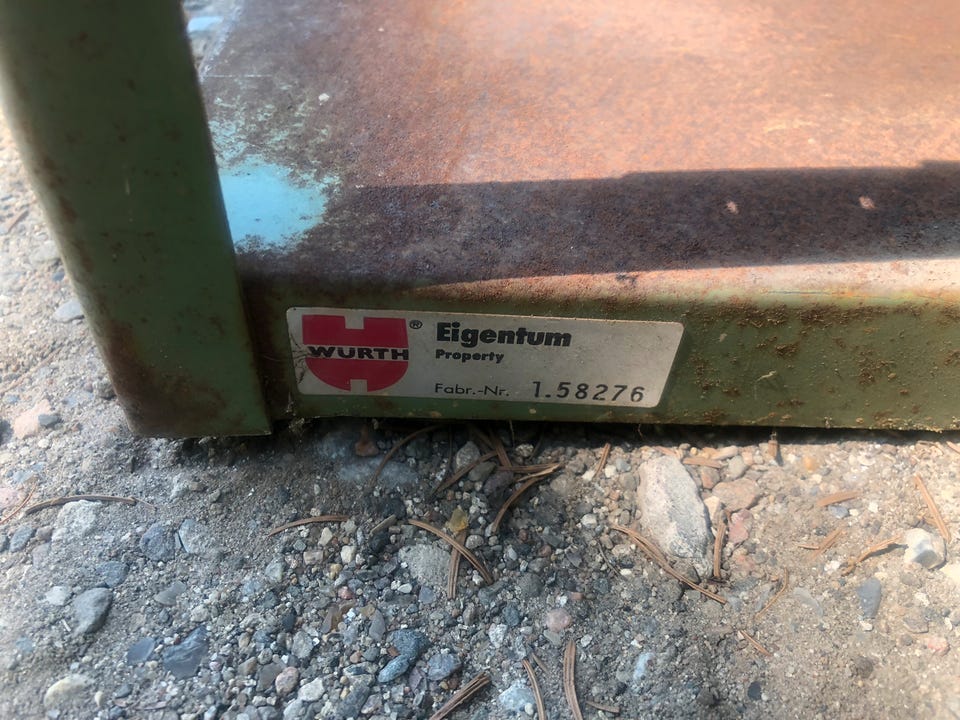 WURTH ®
Eigentum
Property
Fabr.-Nr. 1.58276